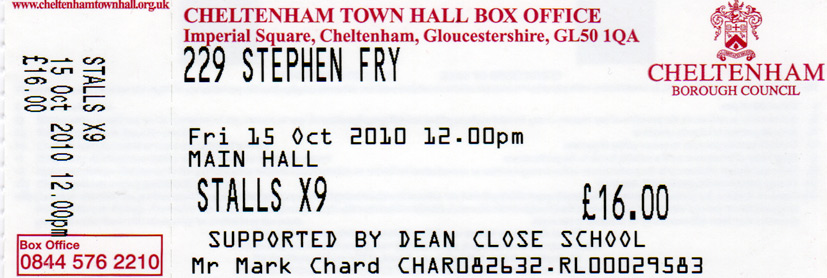 www.cheltenhamtownhall.org.uk
STALLS X9
15 Oct 2010 12.00pm
£16.00
Box Office
0844 576 2210
CHELTENHAM TOWN HALL BOX OFFICE
Imperial Square, Cheltenham, Gloucestershire, GL50 1QA
229 STEPHEN FRY
Fri 15 Oct 2010 12.00pm
MAIN HALL
STALLS X9
£16.00
SUPPORTED BY DEAN CLOSE SCHOOL
Mr Mark Chard CHAR082632.RL00029583
CHELTENHAM
BOROUGH COUNCIL